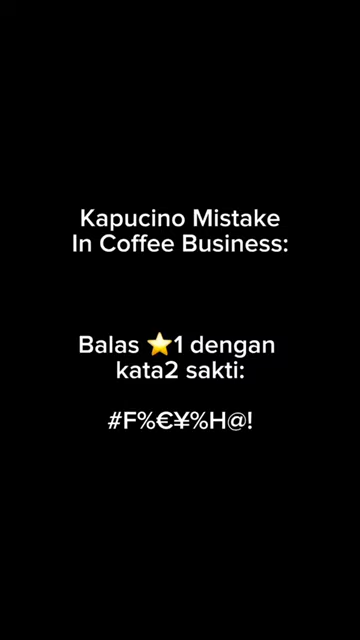 Kapucino Mistake
In Coffee Business:
Balas ⭐1 dengan
kata2 sakti:
#F%€¥%H@!